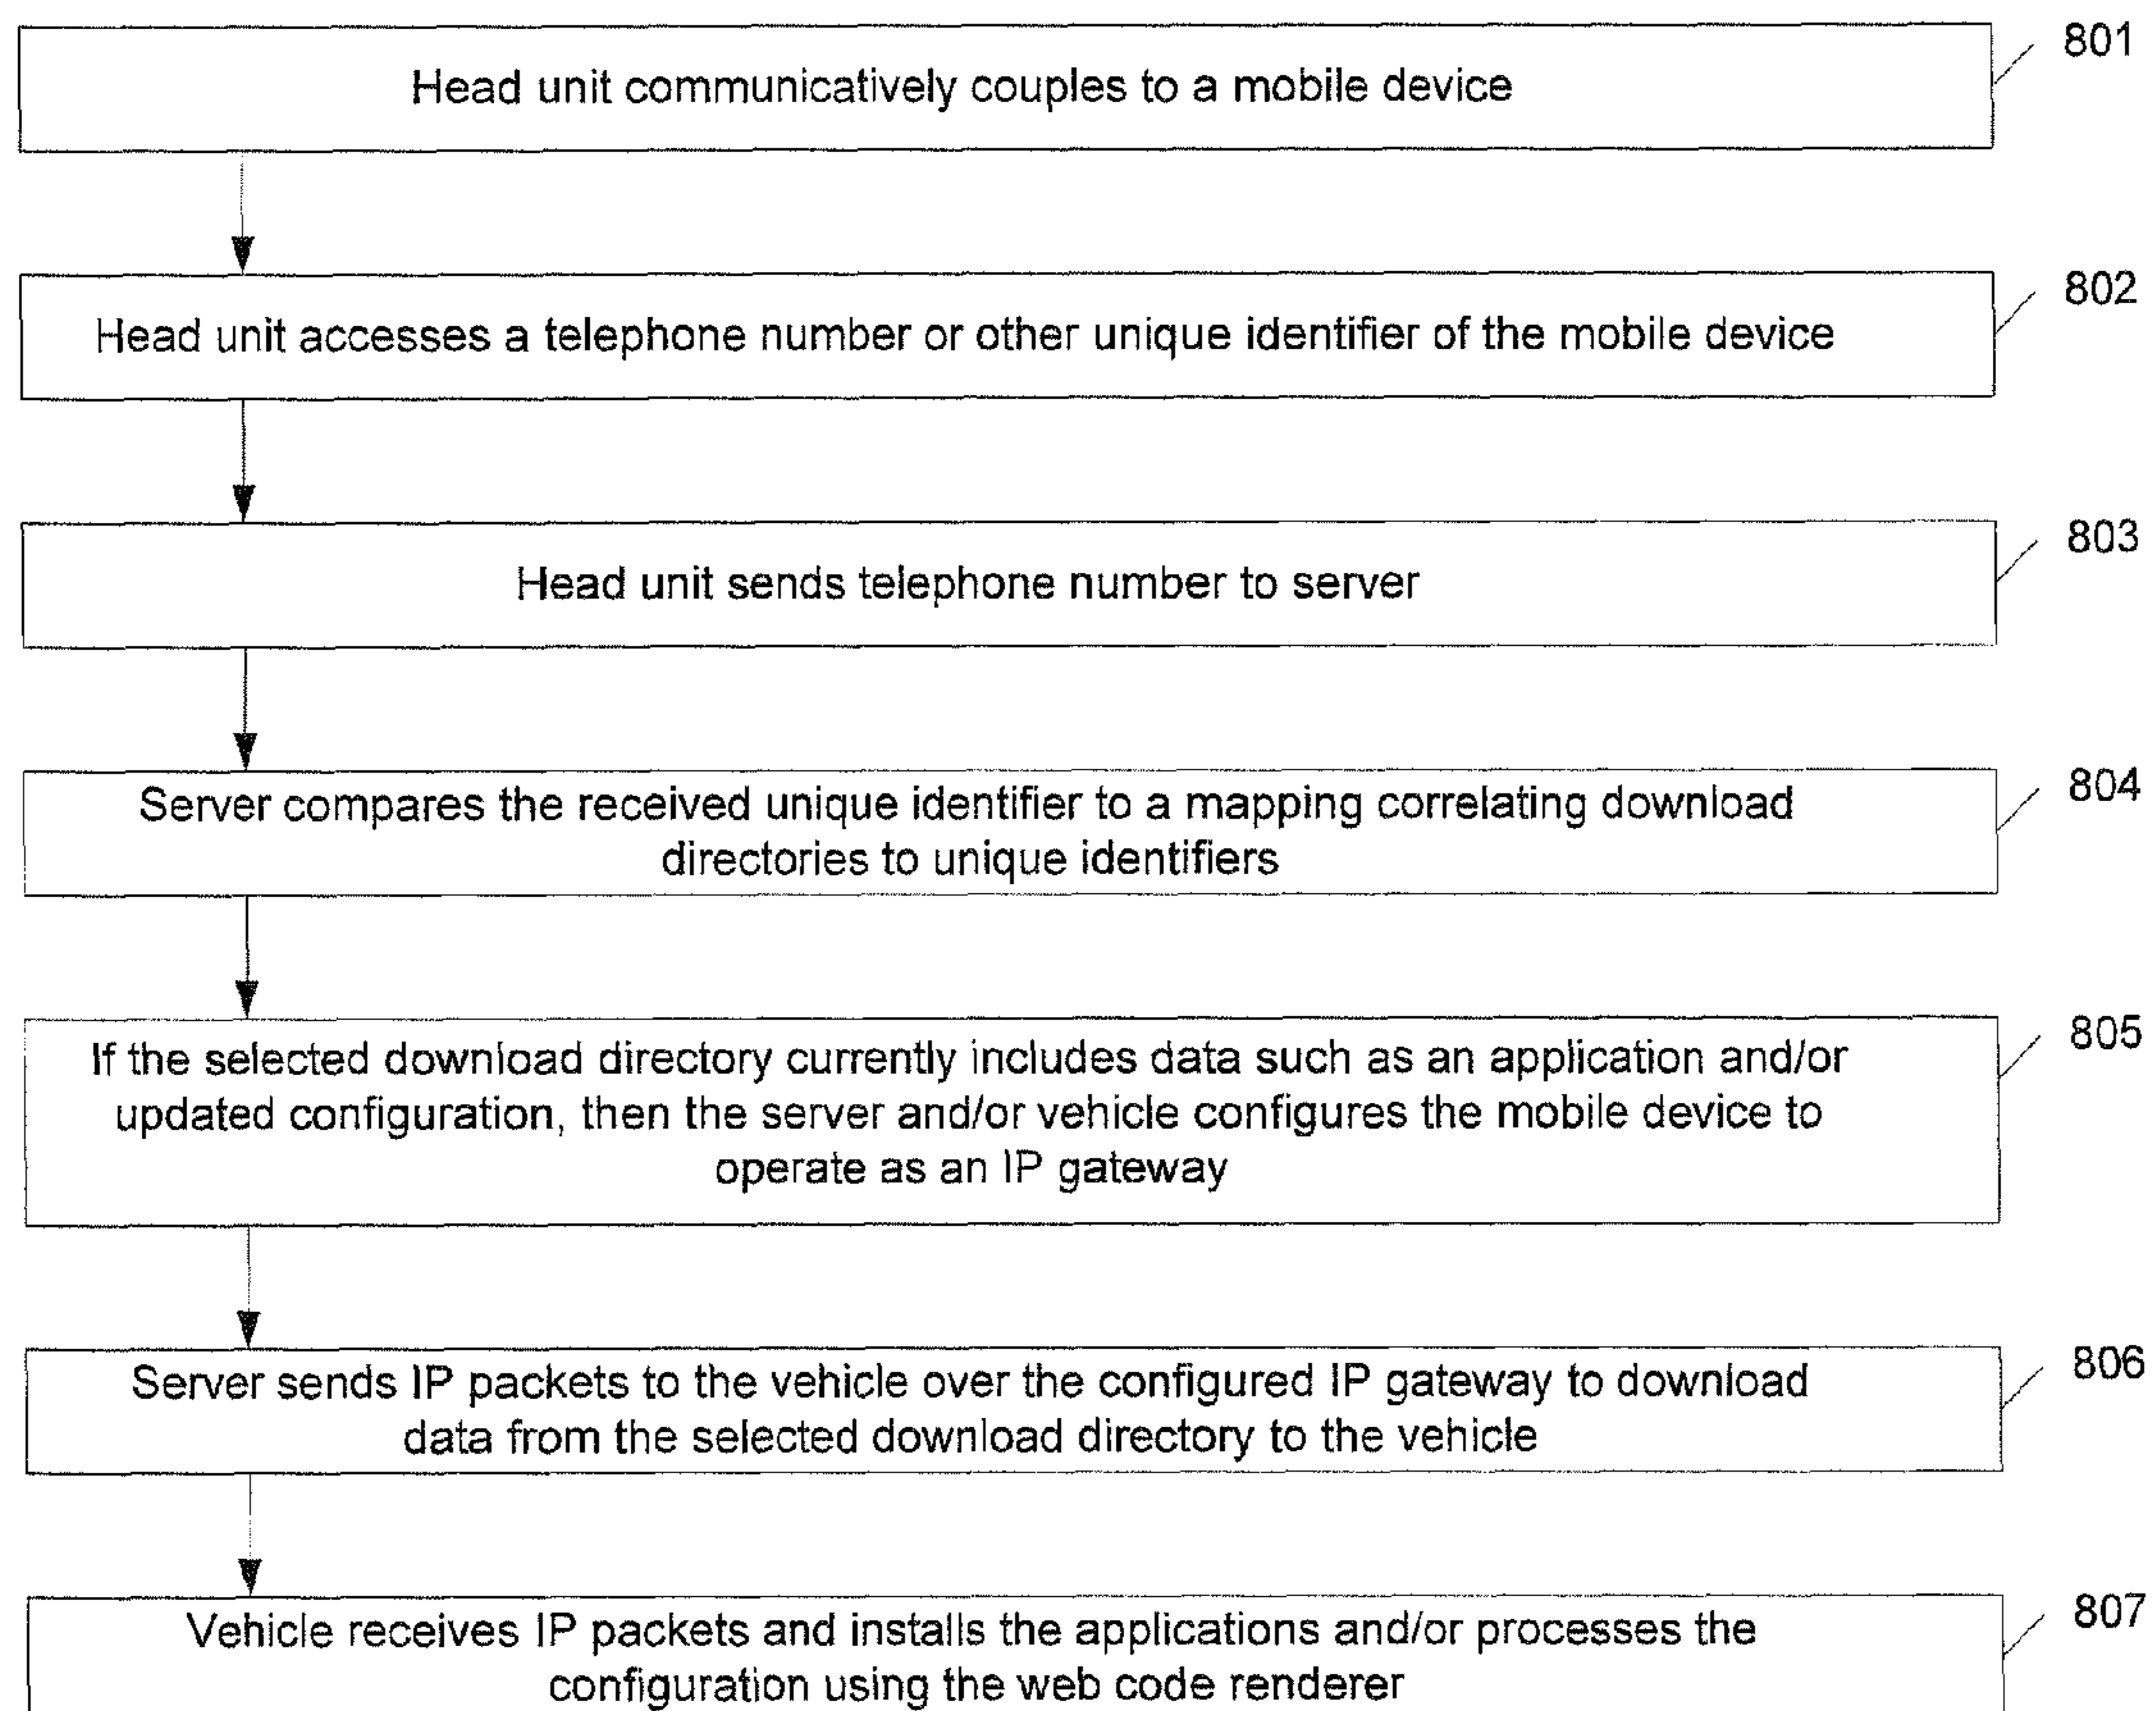 801
Head unit communicatively couples to a mobile device
802
Head unit accesses a telephone number or other unique identifier of the mobile device
803
Head unit sends telephone number to server
804
Server compares the received unique identifier to a mapping correlating download
directories to unique identifiers
805
If the selected download directory currently includes data such as an application and/or
updated configuration, then the server and/or vehicle configures the mobile device to
operate as an IP gateway
806
Server sends IP packets to the vehicle over the configured IP gateway to download
data from the selected download directory to the vehicle
807
Vehicle receives IP packets and installs the applications and/or processes the
configuration using the web code renderer